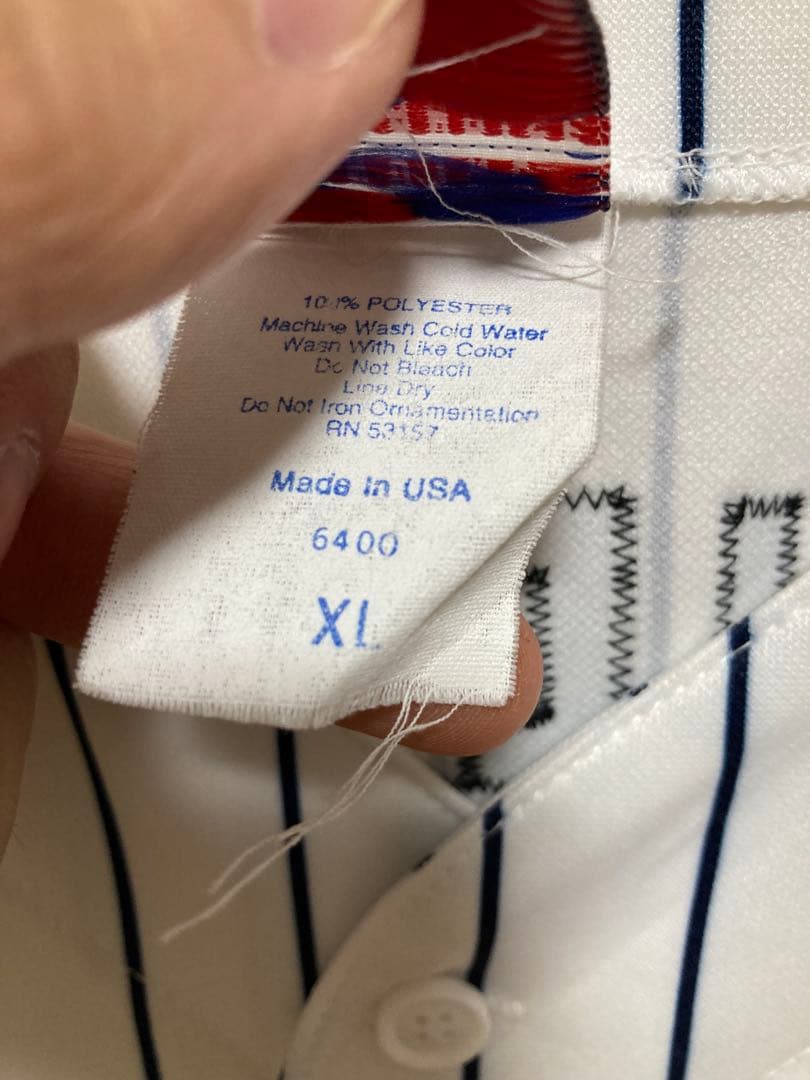 100% POLYESTER
Machine Wash Cold Water
Wash With Like Color
Do Not Bleach
Line Dry
Do Not Iron Ornamentation
RN 53157
Made In USA
6400
XL